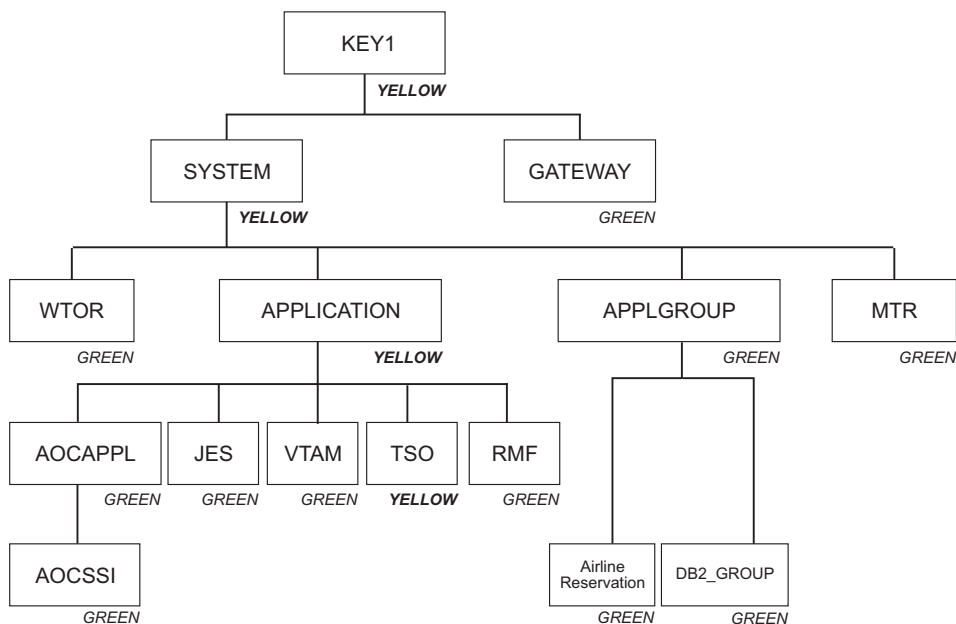 KEY1
YELLOW
SYSTEM
GATEWAY
YELLOW
GREEN
WTOR
APPLICATION
APPLGROUP
MTR
GREEN
YELLOW
GREEN
GREEN
AOCAPPL
JES
VTAM
TSO
RMF
GREEN
GREEN
GREEN
YELLOW
GREEN
AOCSSI
Airline
Reservation
DB2_GROUP
GREEN
GREEN
GREEN